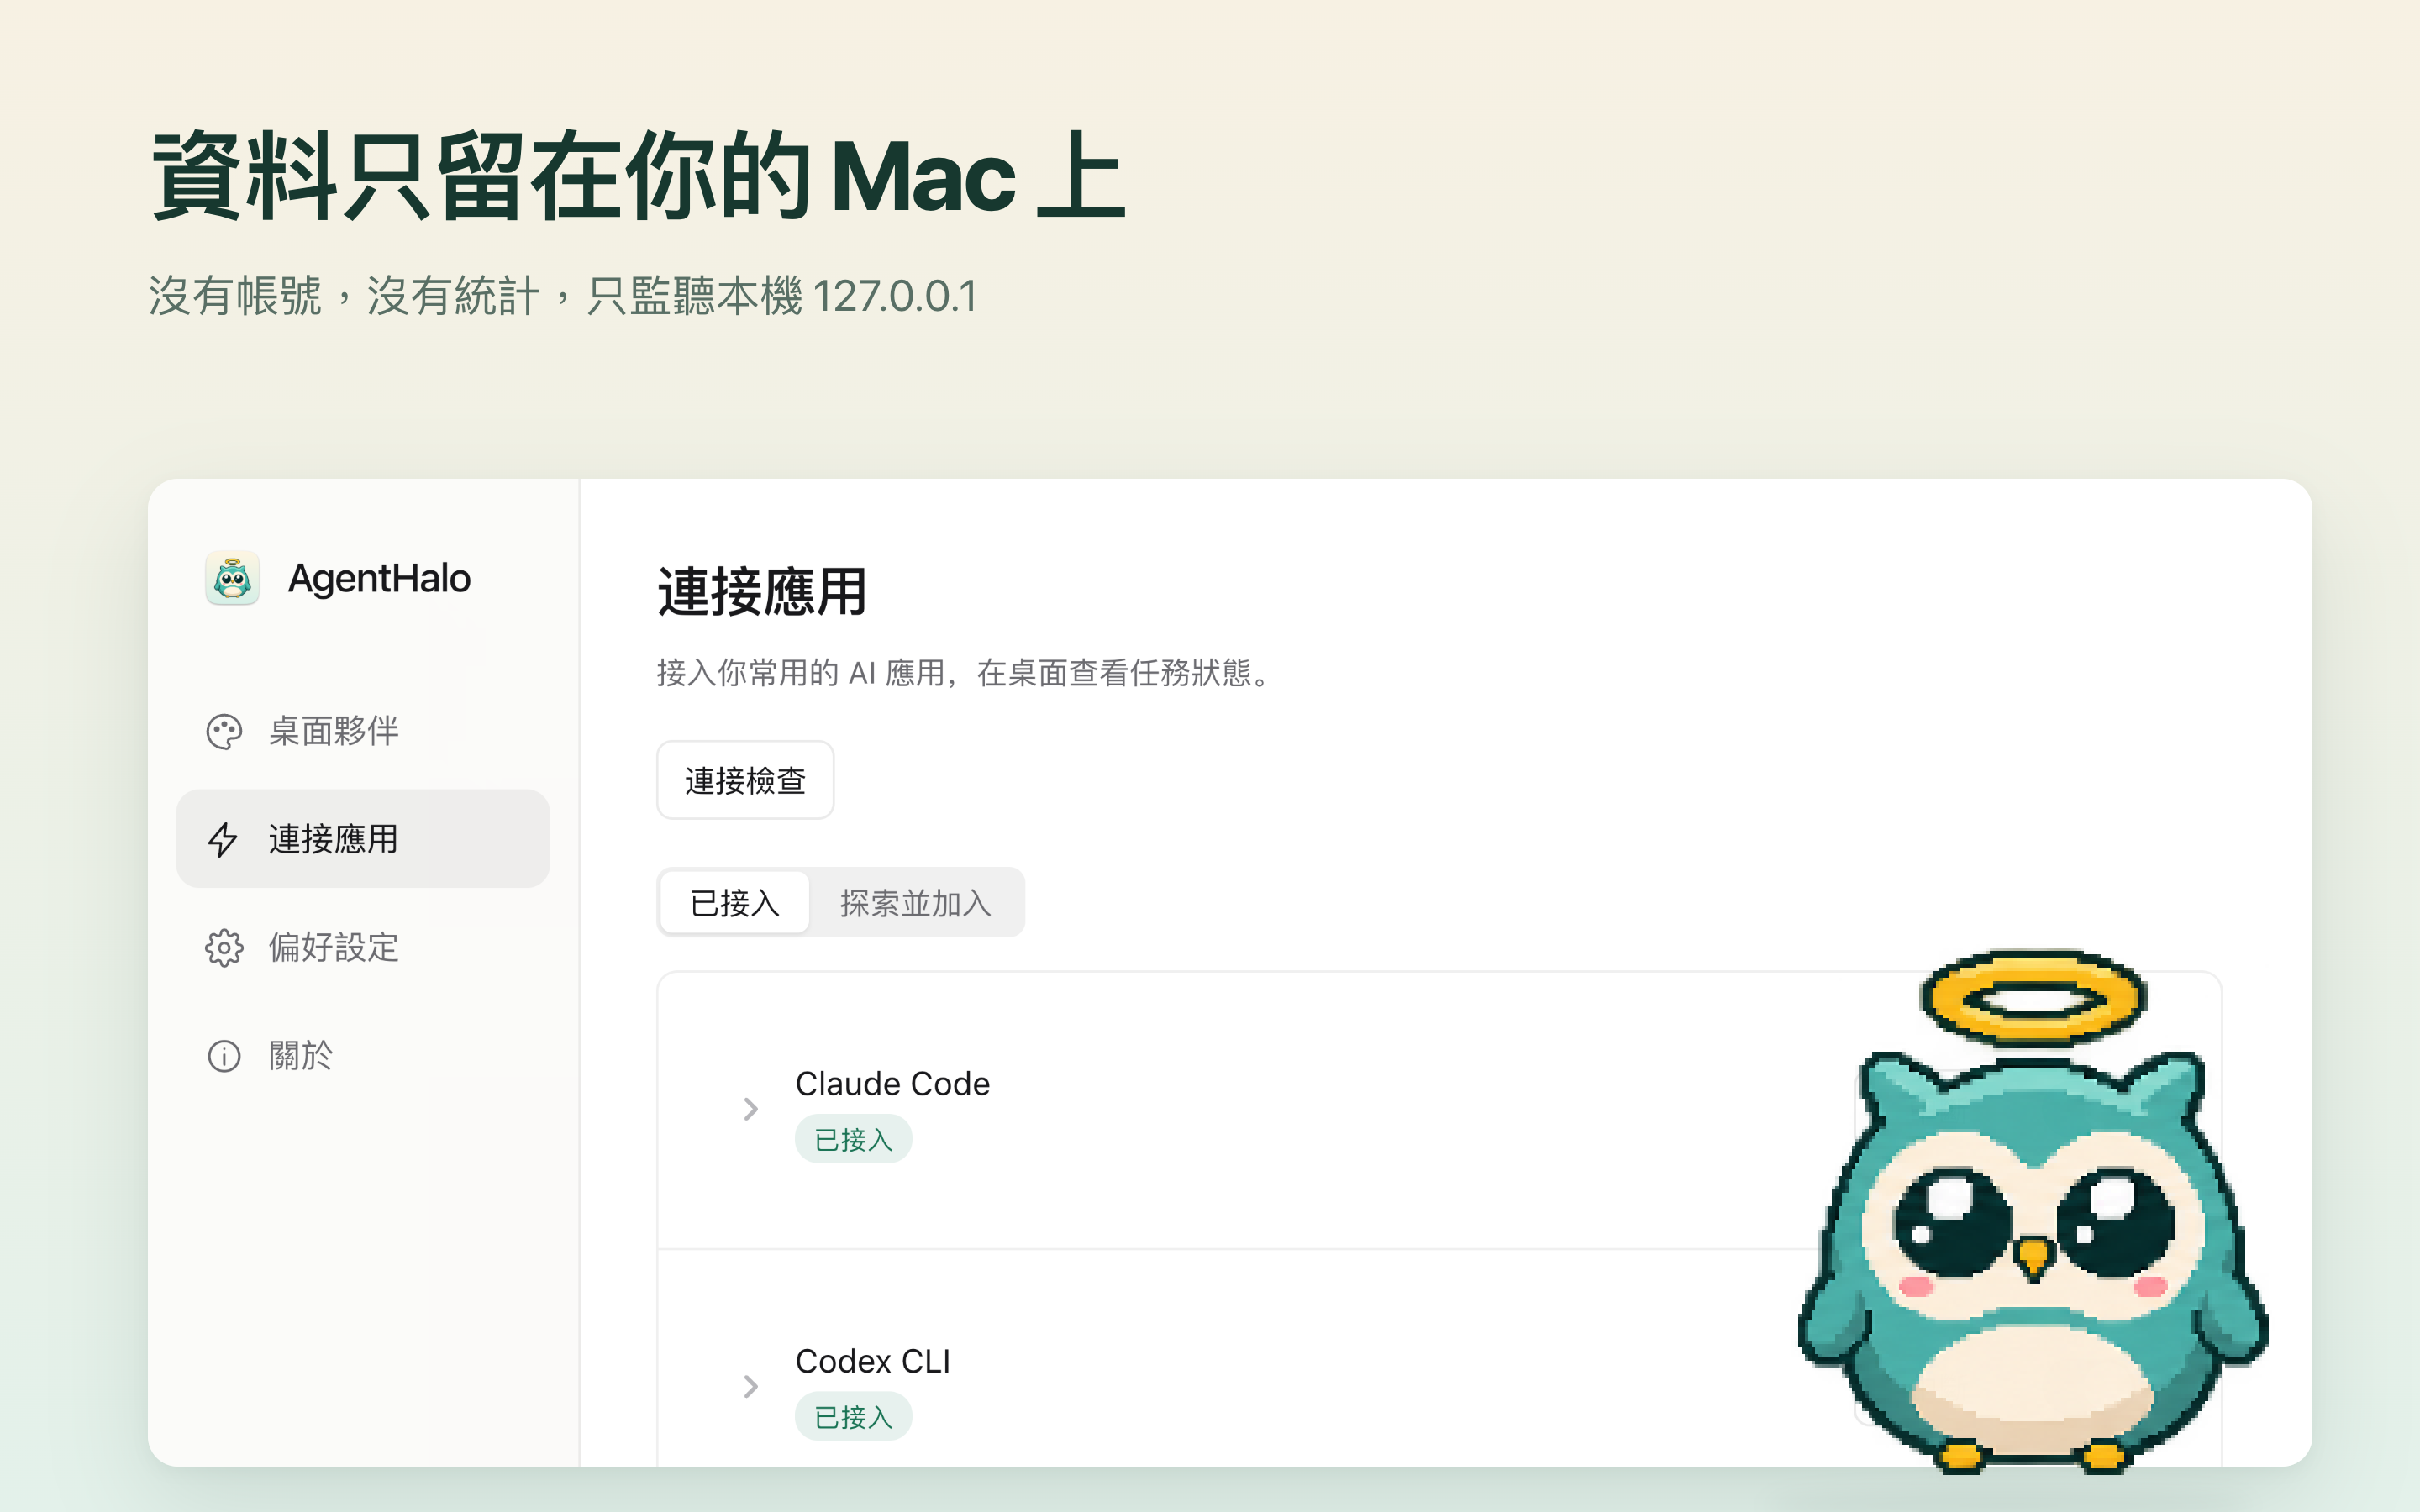 資料只留在你的 Mac 上
沒有帳號，沒有統計，只監聽本機 127.0.0.1
AgentHalo
桌面夥伴
連接應用
偏好設定
關於
連接應用
接入你常用的 AI 應用，在桌面查看任務狀態。
連接檢查
已接入
探索並加入
Claude Code
已接入
Codex CLI
已接入